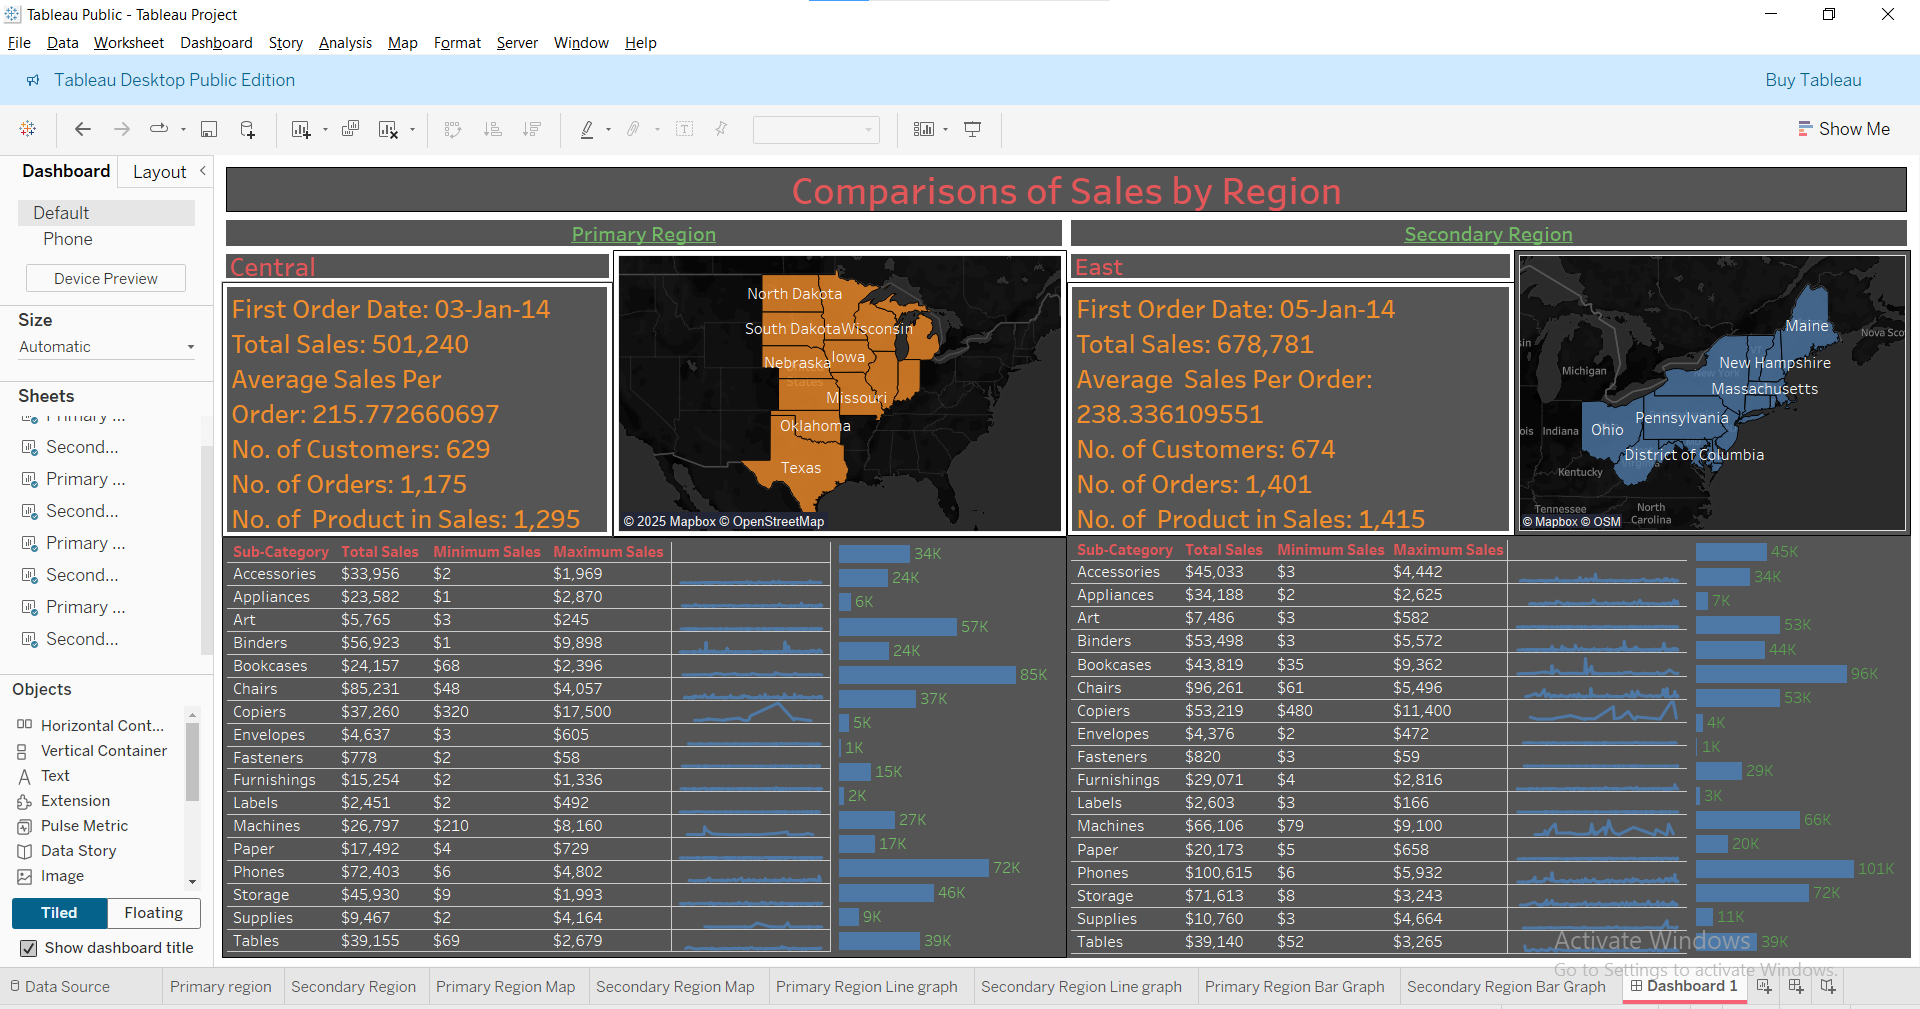 Tableau Public - Tableau Project
File Data Worksheet Dashboard Story Analysis Map Format Server Window Help
Tableau Desktop Public Edition
Buy Tableau
Show Me
Dashboard
Layout
Default
Phone
Device Preview
Size
Automatic
Sheets
Primary ...
Second...
Primary ...
Second...
Primary ...
Second...
Primary ...
Second...
Objects
Horizontal Cont...
Vertical Container
Text
Extension
Pulse Metric
Data Story
Image
Tiled
Floating
Show dashboard title
Comparisons of Sales by Region
Primary Region
Central
First Order Date: 03-Jan-14
Total Sales: 501,240
Average Sales Per
Order: 215.772660697
No. of Customers: 629
No. of Orders: 1,175
No. of  Product in Sales: 1,295
North Dakota
South Dakota
Wisconsin
Nebraska
Iowa
States
Missouri
Oklahoma
Texas
© 2025 Mapbox © OpenStreetMap
Sub-Category Total Sales Minimum Sales Maximum Sales
Accessories $33,956 $2 $1,969
Appliances $23,582 $1 $2,870
Art $5,765 $3 $245
Binders $56,923 $1 $9,898
Bookcases $24,157 $68 $2,396
Chairs $85,231 $48 $4,057
Copiers $37,260 $320 $17,500
Envelopes $4,637 $3 $605
Fasteners $778 $2 $58
Furnishings $15,254 $2 $1,336
Labels $2,451 $2 $492
Machines $26,797 $210 $8,160
Paper $17,492 $4 $729
Phones $72,403 $6 $4,802
Storage $45,930 $9 $1,993
Supplies $9,467 $2 $4,164
Tables $39,155 $69 $2,679
34K
24K
6K
57K
24K
85K
37K
5K
1K
15K
2K
27K
17K
72K
46K
9K
39K
Secondary Region
East
First Order Date: 05-Jan-14
Total Sales: 678,781
Average  Sales Per Order:
238.336109551
No. of Customers: 674
No. of Orders: 1,401
No. of  Product in Sales: 1,415
Maine
Nova Sco
Michigan
New Hampshire
New York
Massachusetts
Pennsylvania
Ohio
Indiana
District of Columbia
Virginia
Kentucky
Tennessee
North
Carolina
© Mapbox © OSM
Sub-Category Total Sales Minimum Sales Maximum Sales
Accessories $45,033 $3 $4,442
Appliances $34,188 $2 $2,625
Art $7,486 $3 $582
Binders $53,498 $3 $5,572
Bookcases $43,819 $35 $9,362
Chairs $96,261 $61 $5,496
Copiers $53,219 $480 $11,400
Envelopes $4,376 $2 $472
Fasteners $820 $3 $59
Furnishings $29,071 $4 $2,816
Labels $2,603 $3 $166
Machines $66,106 $79 $9,100
Paper $20,173 $5 $658
Phones $100,615 $6 $5,932
Storage $71,613 $8 $3,243
Supplies $10,760 $3 $4,664
Tables $39,140 $52 $3,265
45K
34K
7K
53K
44K
96K
53K
4K
1K
29K
3K
66K
20K
101K
72K
11K
39K
Activate Windows
Go to Settings to activate Windows.
Data Source
Primary region
Secondary Region
Primary Region Map
Secondary Region Map
Primary Region Line graph
Secondary Region Line graph
Primary Region Bar Graph
Secondary Region Bar Graph
Dashboard 1